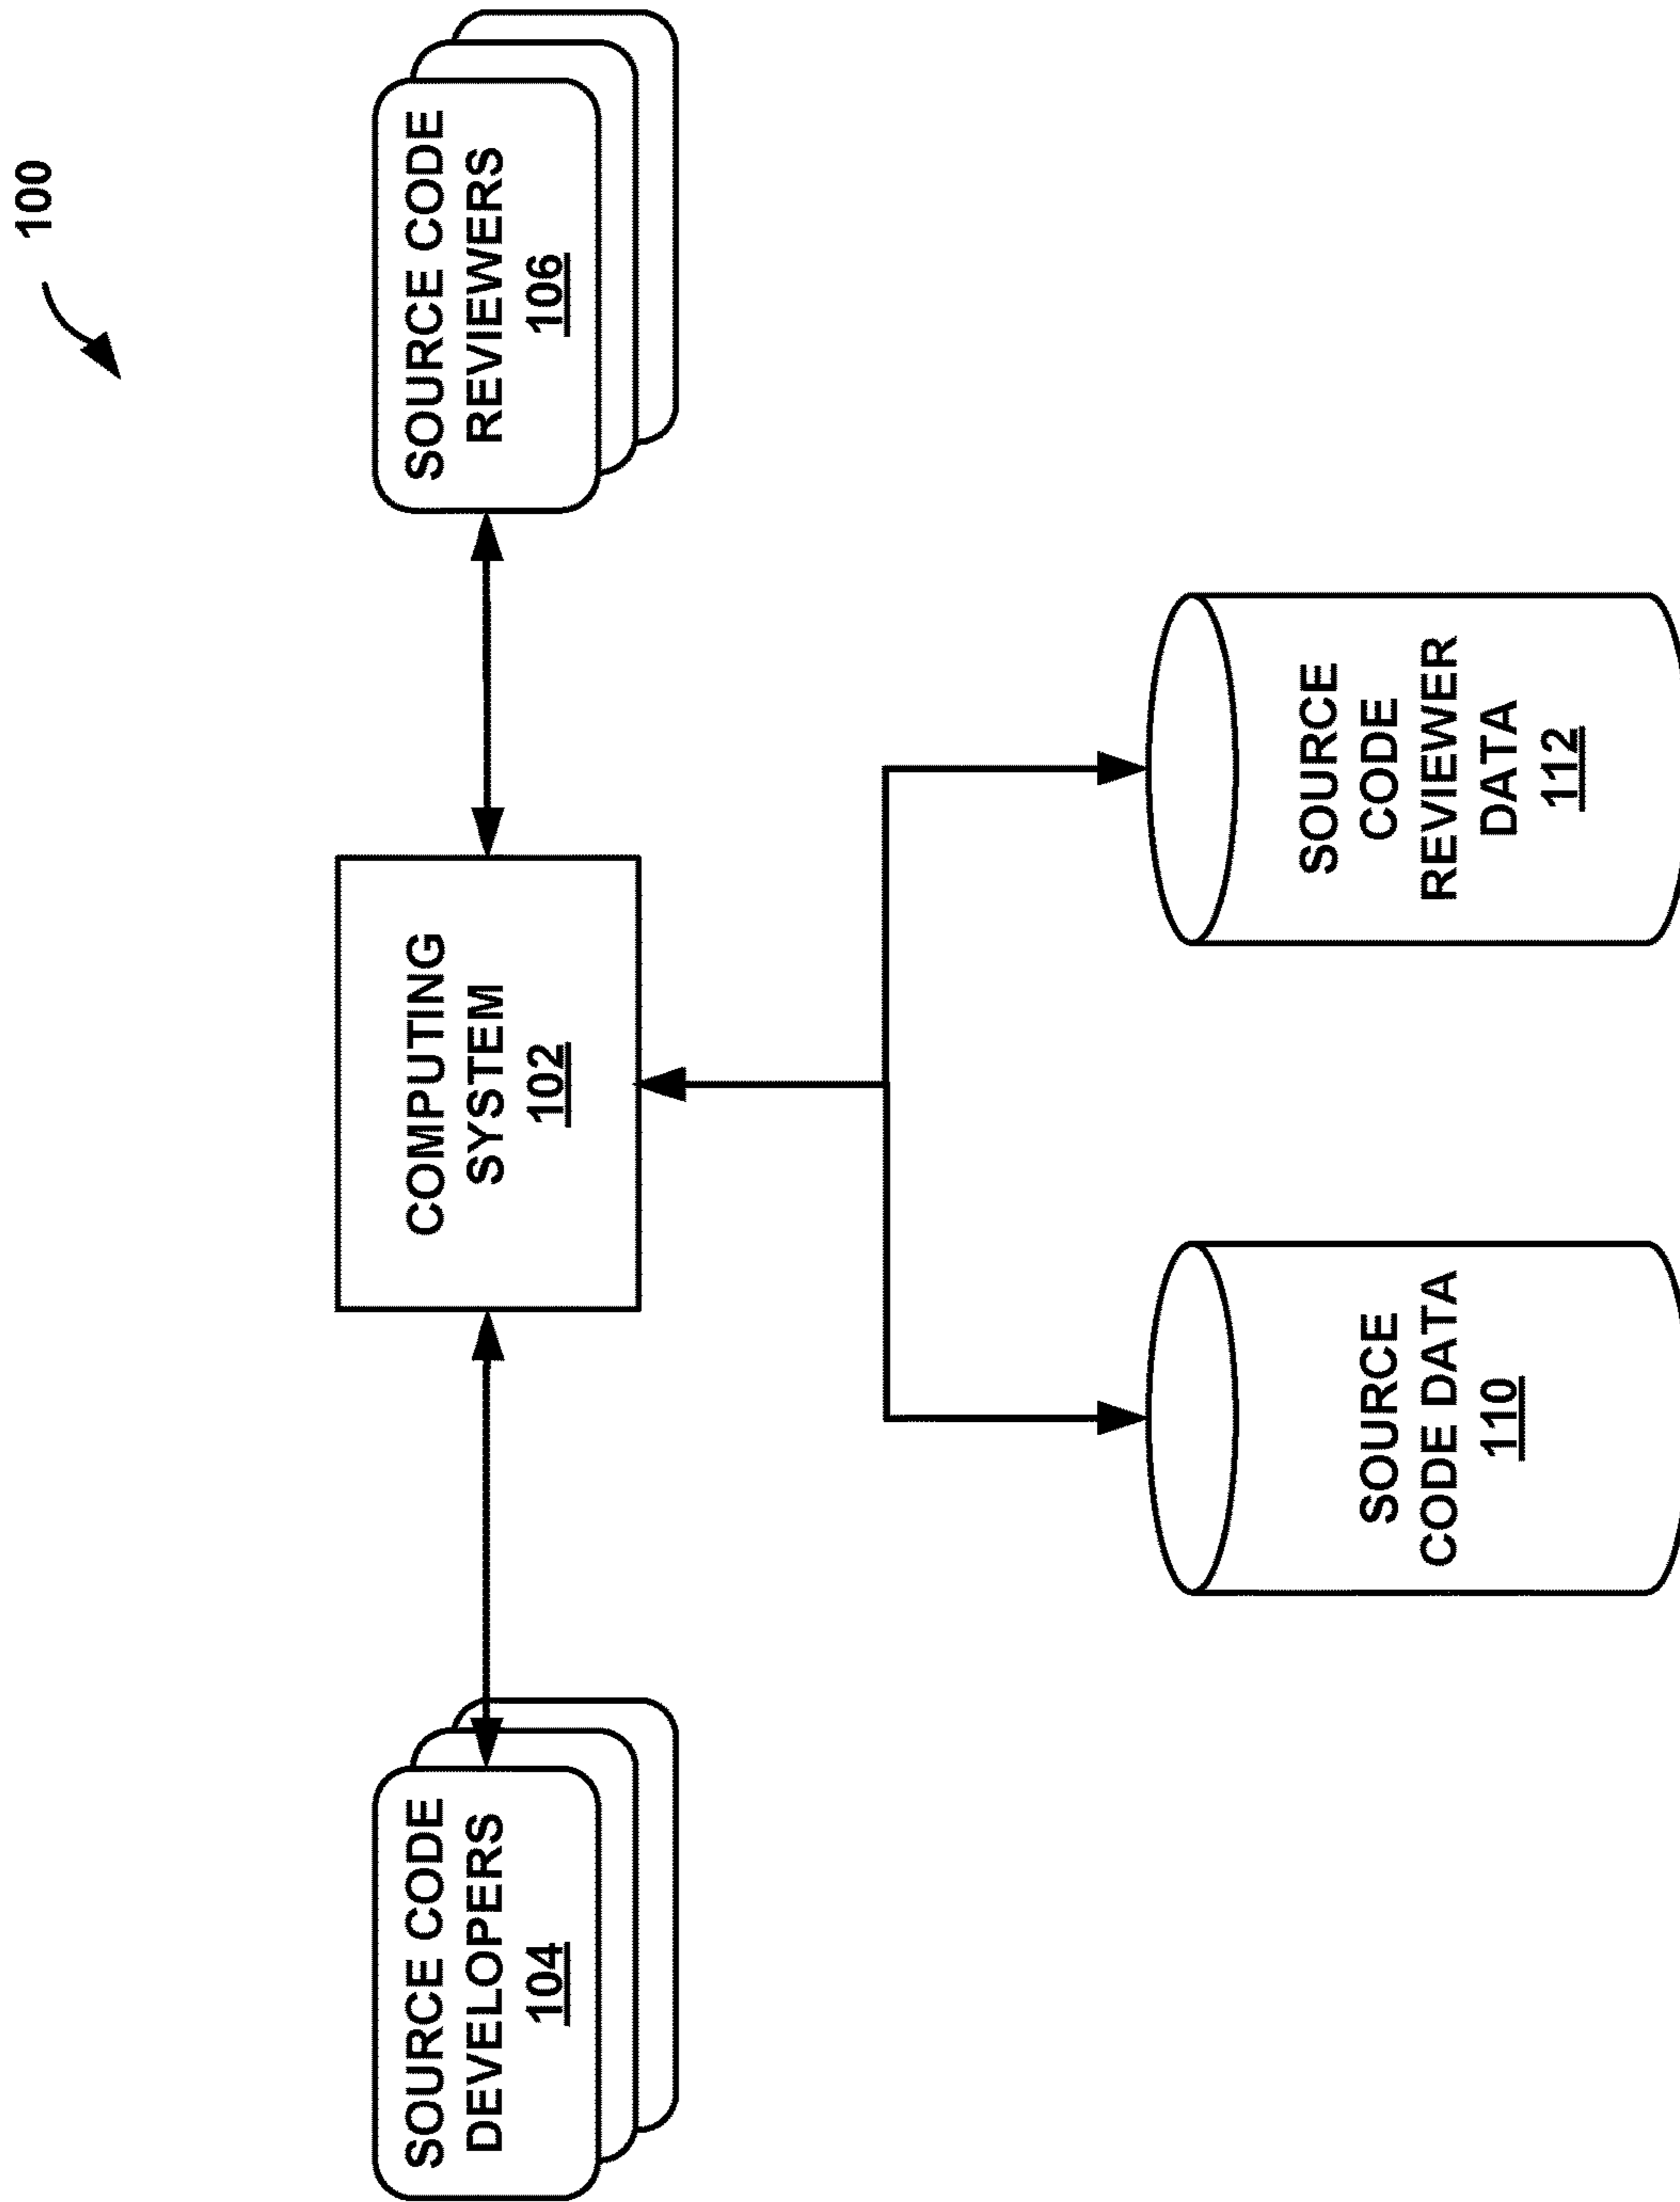 100
SOURCE CODE
DEVELOPERS
104
COMPUTING
SYSTEM
102
SOURCE CODE
REVIEWERS
106
SOURCE
CODE DATA
110
SOURCE
CODE
REVIEWER
DATA
112